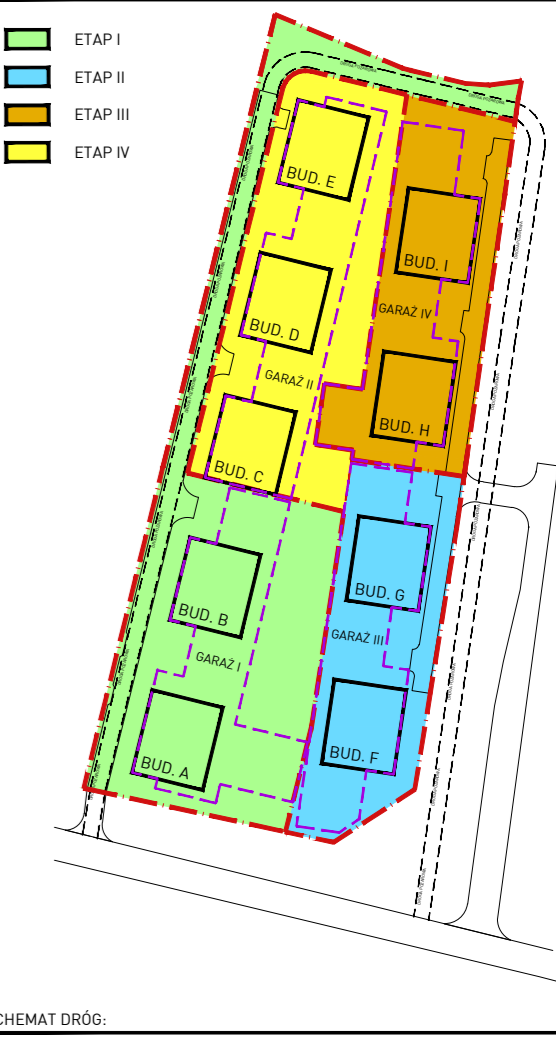 ETAP I
ETAP II
ETAP III
ETAP IV
BUD. E
BUD. I
GARAŻ IV
BUD. D
GARAŻ II
BUD. H
BUD. C
BUD. G
BUD. B
GARAŻ III
GARAŻ I
BUD. F
BUD. A
CHEMAT DRÓG: